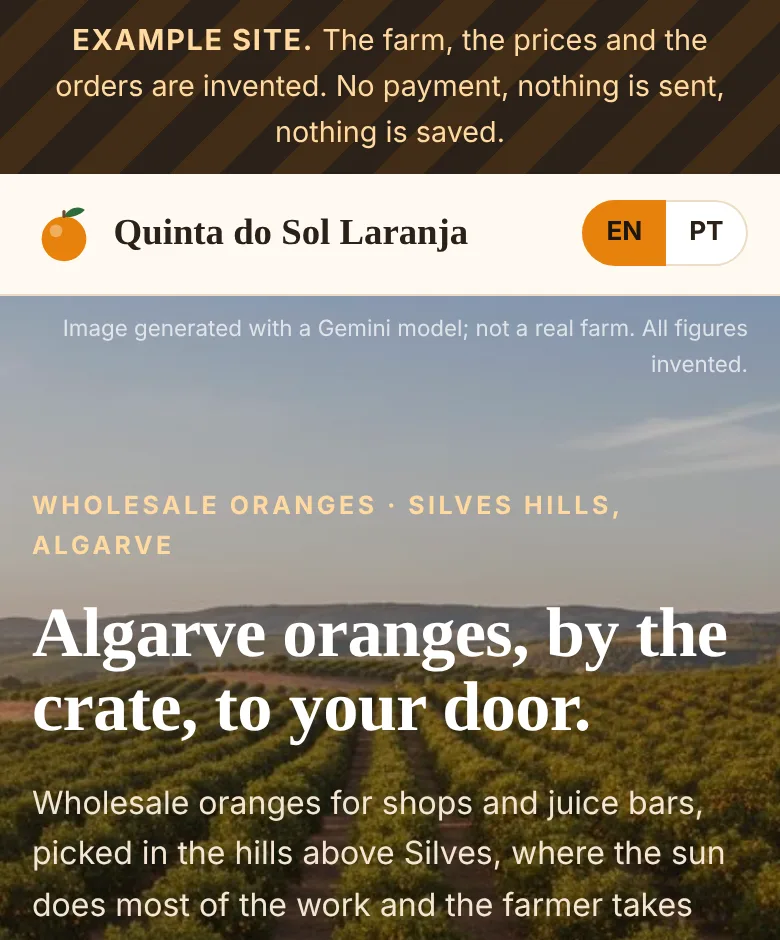 EXAMPLE SITE. The farm, the prices and the
orders are invented. No payment, nothing is sent,
nothing is saved.
Quinta do Sol Laranja
EN PT
Image generated with a Gemini model; not a real farm. All figures
invented.
WHOLESALE ORANGES · SILVES HILLS,
ALGARVE
Algarve oranges, by the
crate, to your door.
Wholesale oranges for shops and juice bars,
picked in the hills above Silves, where the sun
does most of the work and the farmer takes